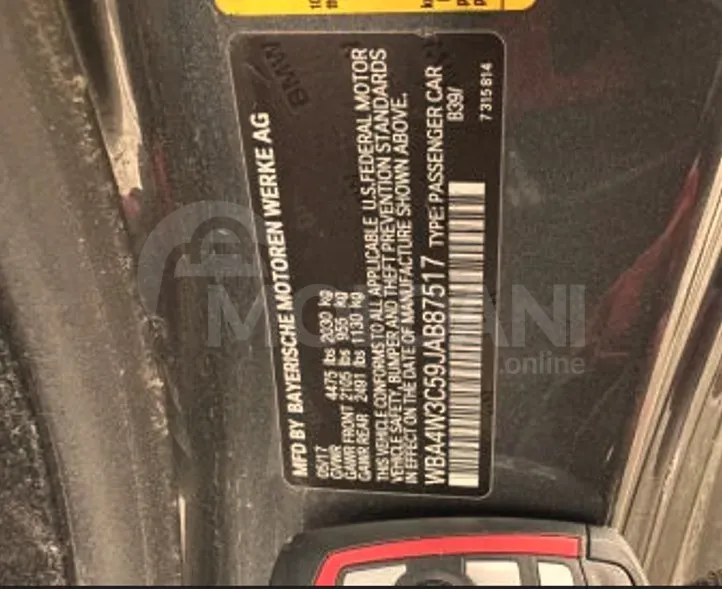 MFD BY BAYERISCHE MOTOREN WERKE AG
05/17
GVWR 4475 lbs 2030 kg
GAWR FRONT 2105 lbs 955 kg
GAWR REAR 2491 lbs 1130 kg
THIS VEHICLE CONFORMS TO ALL APPLICABLE U.S. FEDERAL MOTOR
VEHICLE SAFETY, BUMPER AND THEFT PREVENTION STANDARDS
IN EFFECT ON THE DATE OF MANUFACTURE SHOWN ABOVE.
WBA4W3C59JAB87517 TYPE: PASSENGER CAR
B39/
7 315 814
BMW
.online